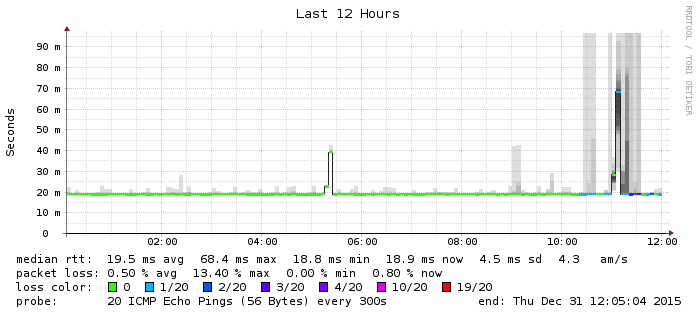 Last 12 Hours
RRDTOOL / TOBI OETIKER
Seconds
90 m
80 m
70 m
60 m
50 m
40 m
30 m
20 m
10 m
0
02:00 04:00 06:00 08:00 10:00 12:00
median rtt: 19.5 ms avg 68.4 ms max 18.8 ms min 18.9 ms now 4.5 ms sd 4.3 am/s
packet loss: 0.50 % avg 13.40 % max 0.00 % min 0.80 % now
loss color: 0 1/20 2/20 3/20 4/20 10/20 19/20
probe: 20 ICMP Echo Pings (56 Bytes) every 300s end: Thu Dec 31 12:05:04 2015